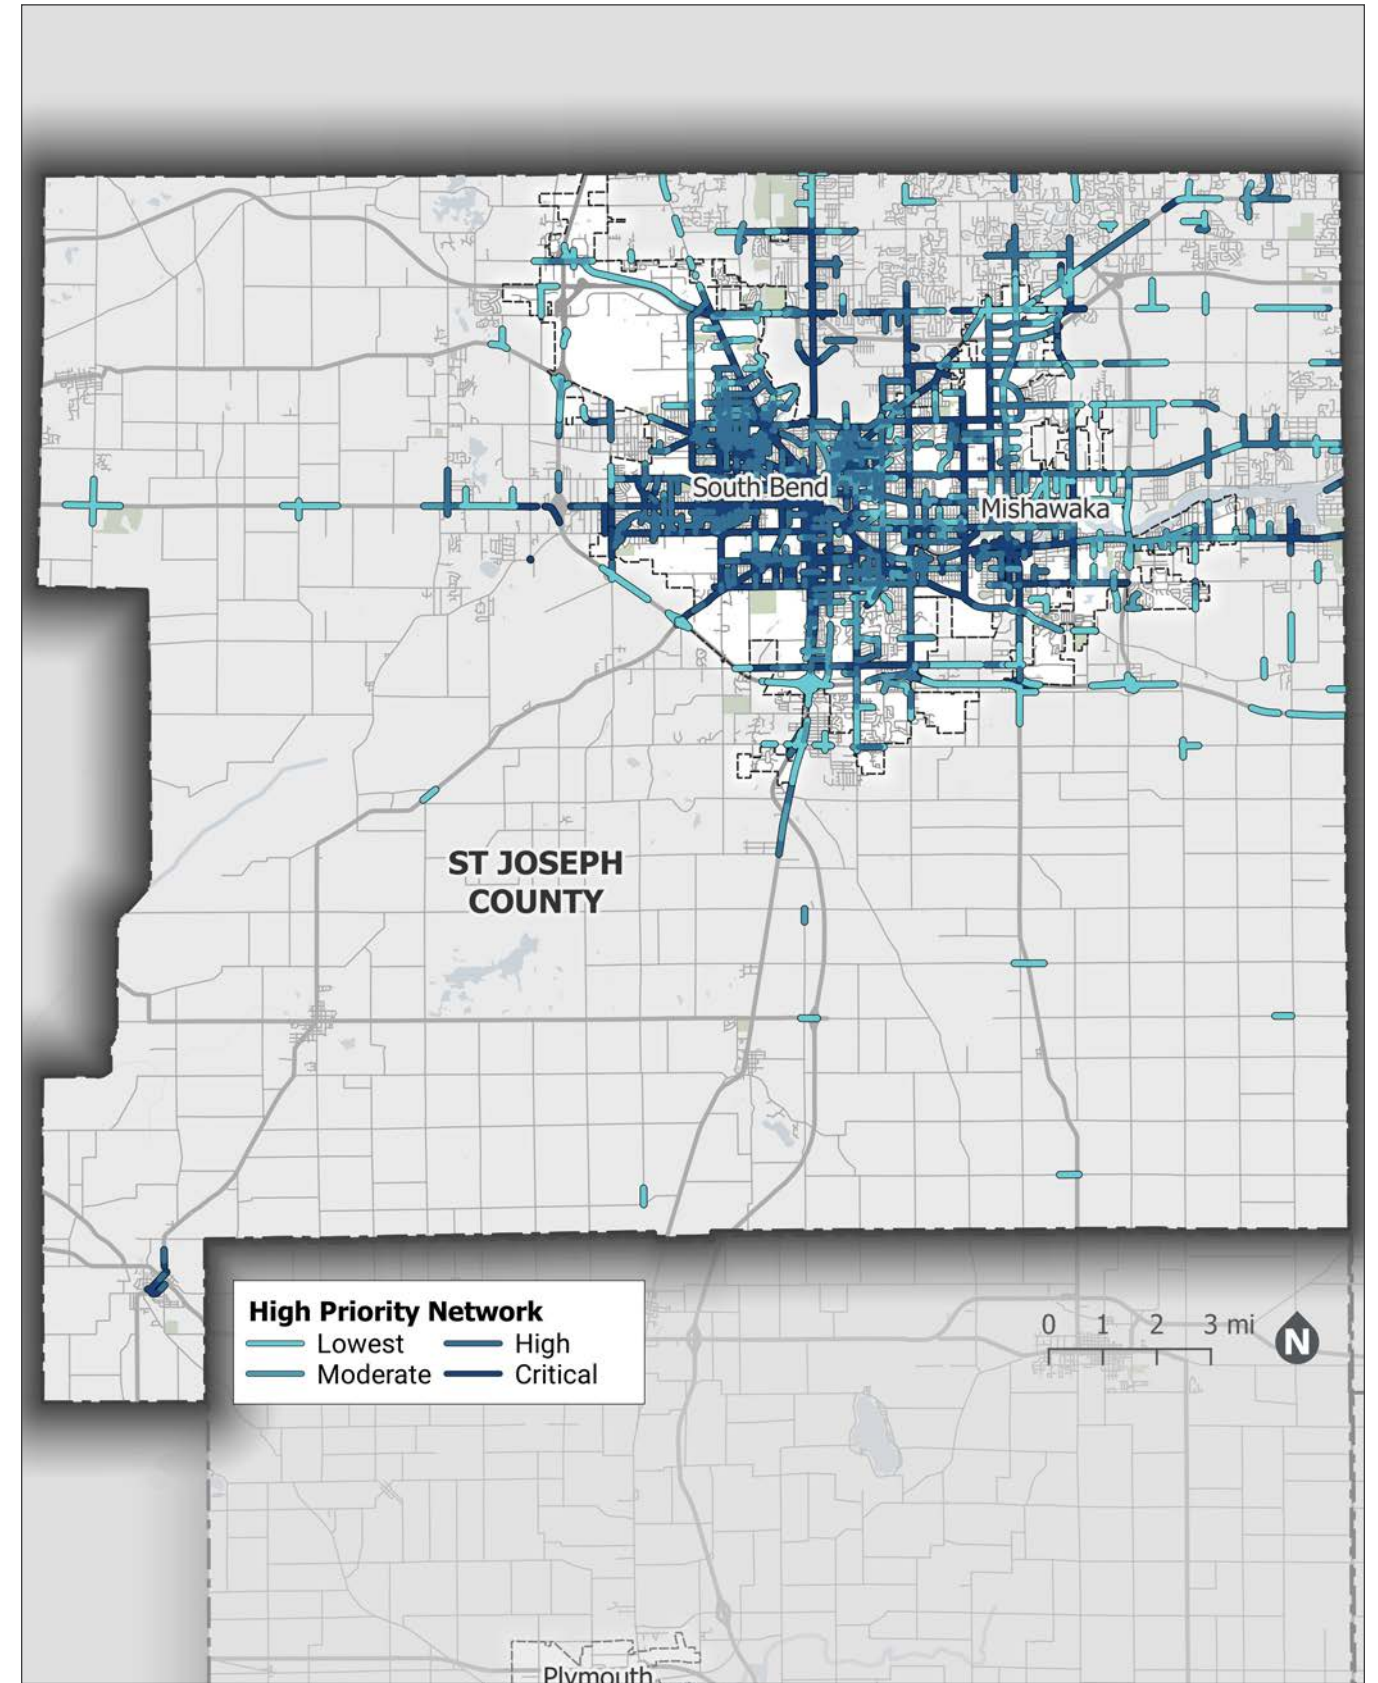 South Bend
Mishawaka
ST JOSEPH
COUNTY
High Priority Network
Lowest
High
Moderate
Critical
0 1 2 3 mi
N
Plymouth